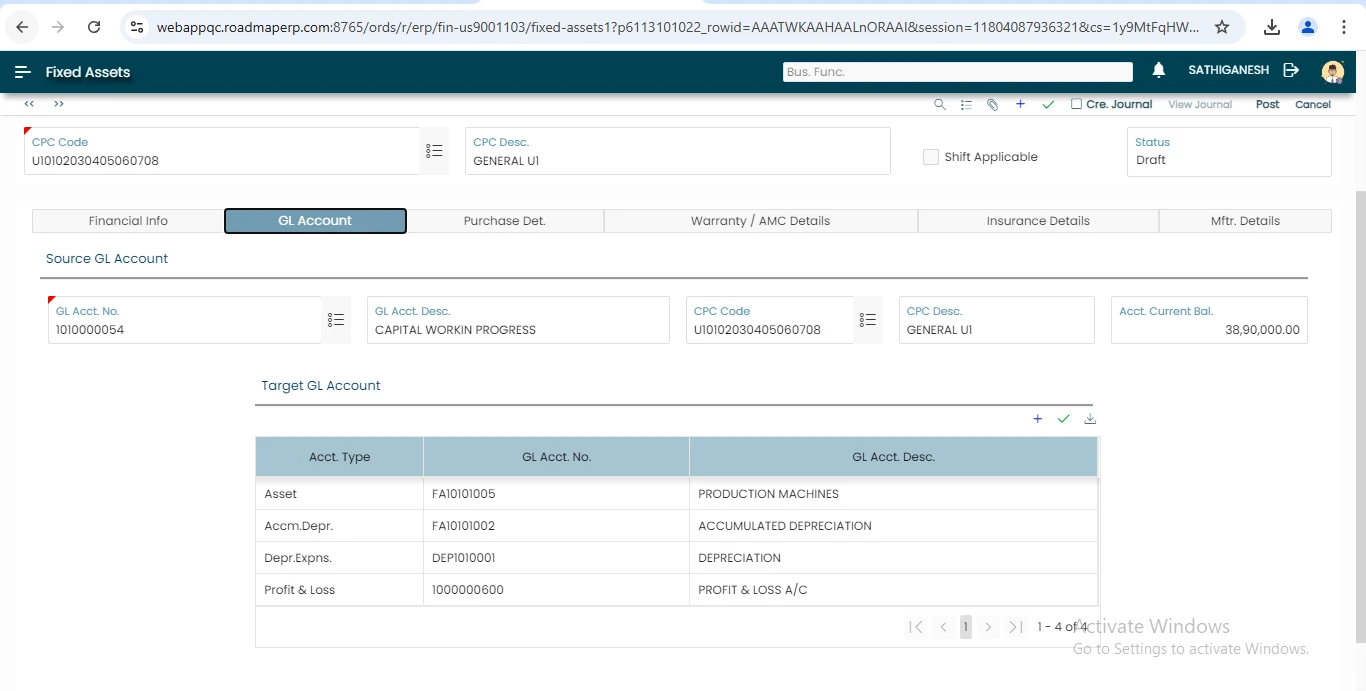 webappqc.roadmaperp.com:8765/ords/r/erp/fin-us9001103/fixed-assets1?p6113101022_rowid=AAATWKAAHAALnORAAI&session=11804087936321&cs=1y9MtFqHW...
Fixed Assets
Bus. Func.
SATHIGANESH
<< >>
Cre. Journal View Journal Post Cancel
CPC Code
U10102030405060708
CPC Desc.
GENERAL U1
Shift Applicable
Status
Draft
Financial Info GL Account Purchase Det. Warranty / AMC Details Insurance Details Mftr. Details
Source GL Account
GL Acct. No.
1010000054
GL Acct. Desc.
CAPITAL WORKIN PROGRESS
CPC Code
U10102030405060708
CPC Desc.
GENERAL U1
Acct. Current Bal.
38,90,000.00
Target GL Account
Acct. Type GL Acct. No. GL Acct. Desc.
Asset FA10101005 PRODUCTION MACHINES
Accm.Depr. FA10101002 ACCUMULATED DEPRECIATION
Depr.Expns. DEP1010001 DEPRECIATION
Profit & Loss 1000000600 PROFIT & LOSS A/C
1 1 - 4 of 4
Activate Windows
Go to Settings to activate Windows.